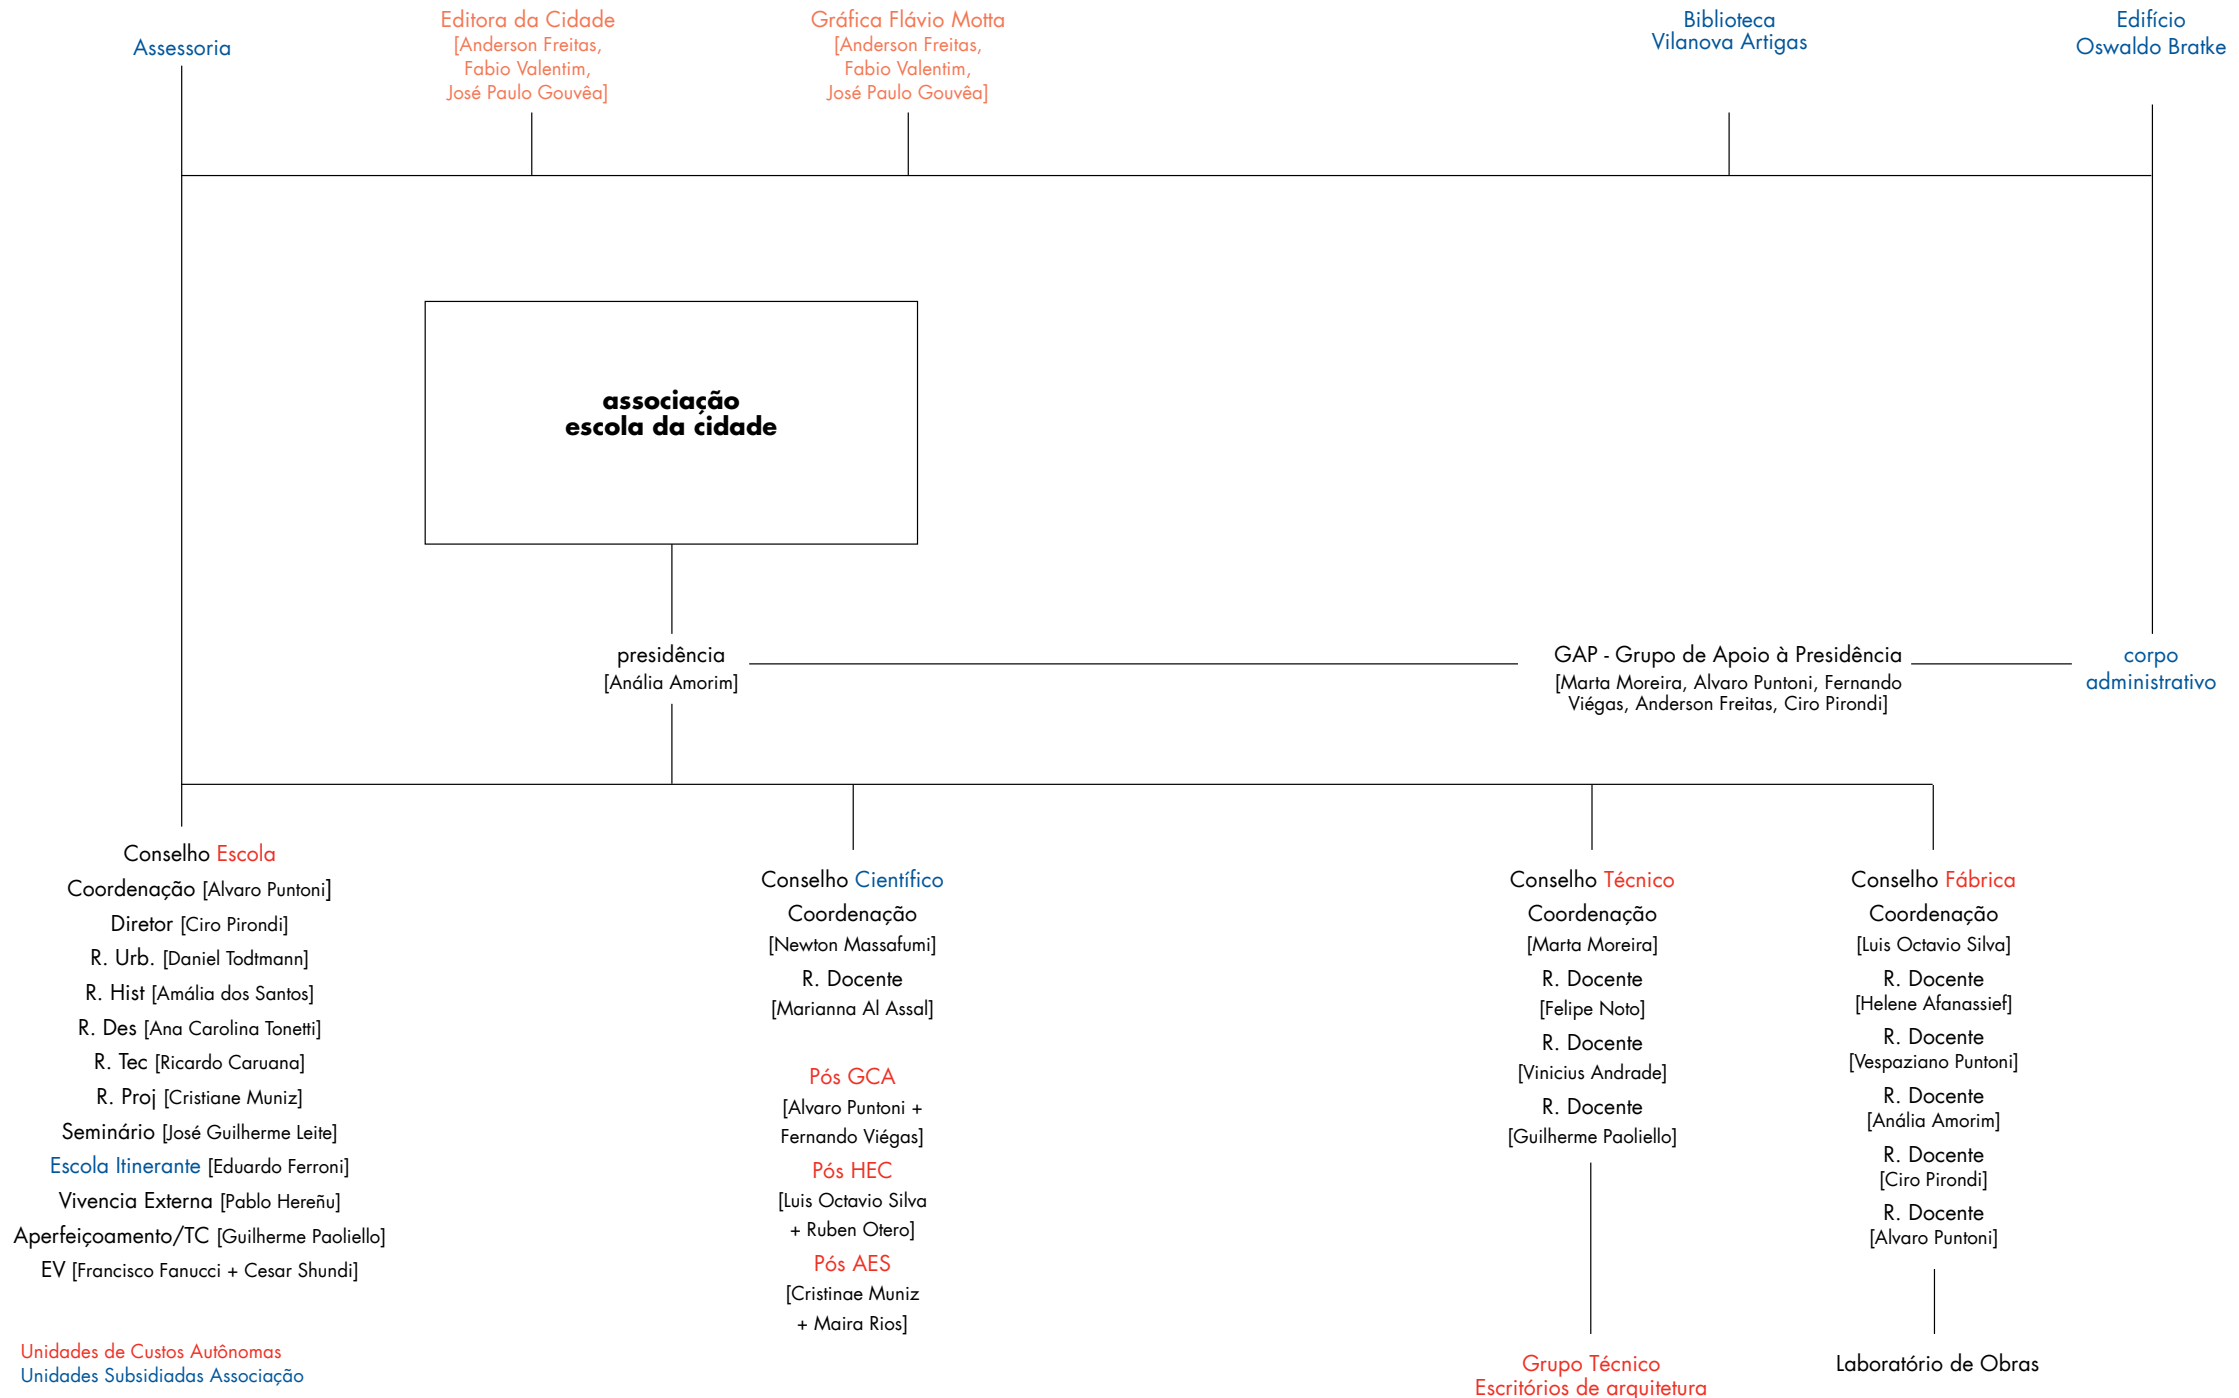 Assessoria
Editora da Cidade
[Anderson Freitas,
Fabio Valentim,
José Paulo Gouvêa]
Gráfica Flávio Motta
[Anderson Freitas,
Fabio Valentim,
José Paulo Gouvêa]
Biblioteca
Vilanova Artigas
Edifício
Oswaldo Bratke
associação
escola da cidade
presidência
[Anália Amorim]
GAP - Grupo de Apoio à Presidência
[Marta Moreira, Alvaro Puntoni, Fernando
Viégas, Anderson Freitas, Ciro Pirondi]
corpo
administrativo
Conselho Escola
Coordenação [Alvaro Puntoni]
Diretor [Ciro Pirondi]
R. Urb. [Daniel Todtmann]
R. Hist [Amália dos Santos]
R. Des [Ana Carolina Tonetti]
R. Tec [Ricardo Caruana]
R. Proj [Cristiane Muniz]
Seminário [José Guilherme Leite]
Escola Itinerante [Eduardo Ferroni]
Vivencia Externa [Pablo Hereñu]
Aperfeiçoamento/TC [Guilherme Paoliello]
EV [Francisco Fanucci + Cesar Shundi]
Conselho Científico
Coordenação
[Newton Massafumi]
R. Docente
[Marianna Al Assal]
Pós GCA
[Alvaro Puntoni +
Fernando Viégas]
Pós HEC
[Luis Octavio Silva
+ Ruben Otero]
Pós AES
[Cristinae Muniz
+ Maira Rios]
Conselho Técnico
Coordenação
[Marta Moreira]
R. Docente
[Felipe Noto]
R. Docente
[Vinicius Andrade]
R. Docente
[Guilherme Paoliello]
Grupo Técnico
Escritórios de arquitetura
Conselho Fábrica
Coordenação
[Luis Octavio Silva]
R. Docente
[Helene Afanassief]
R. Docente
[Vespaziano Puntoni]
R. Docente
[Anália Amorim]
R. Docente
[Ciro Pirondi]
R. Docente
[Alvaro Puntoni]
Laboratório de Obras
Unidades de Custos Autônomas
Unidades Subsidiadas Associação